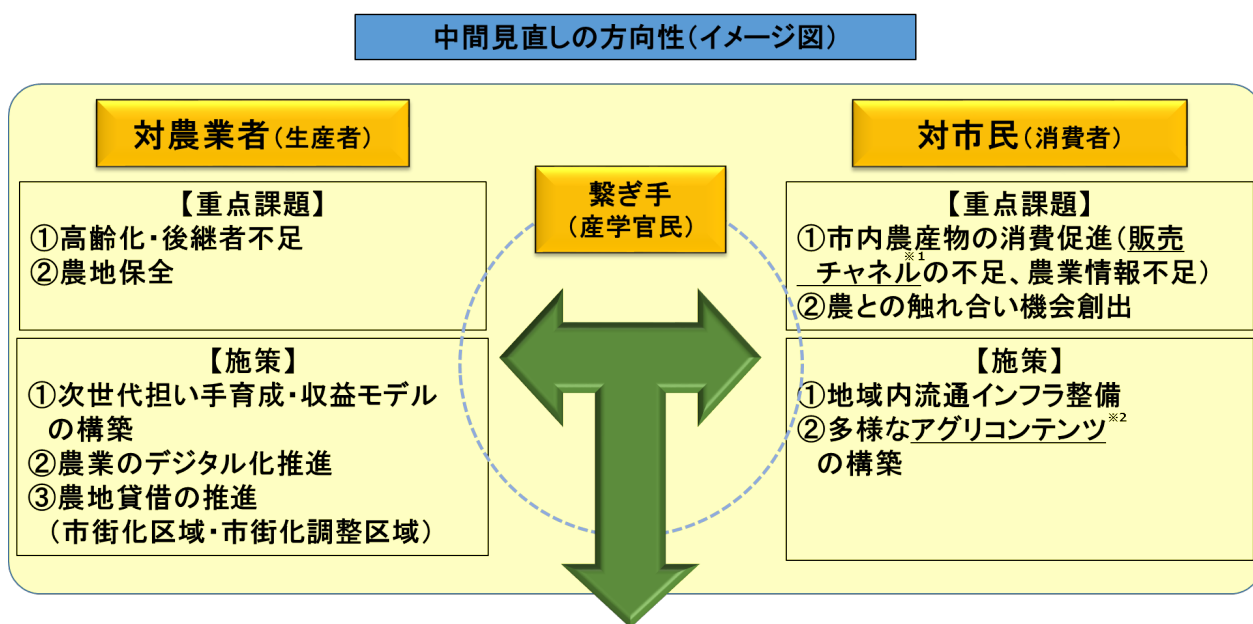 中間見直しの方向性(イメージ図)
対農業者(生産者)
【重点課題】
①高齢化・後継者不足
②農地保全
【施策】
①次世代担い手育成・収益モデル
の構築
②農業のデジタル化推進
③農地貸借の推進
(市街化区域・市街化調整区域)
繋ぎ手
(産学官民)
対市民(消費者)
【重点課題】
①市内農産物の消費促進(販売
チャネル※1の不足、農業情報不足)
②農との触れ合い機会創出
【施策】
①地域内流通インフラ整備
②多様なアグリコンテンツ※2
の構築